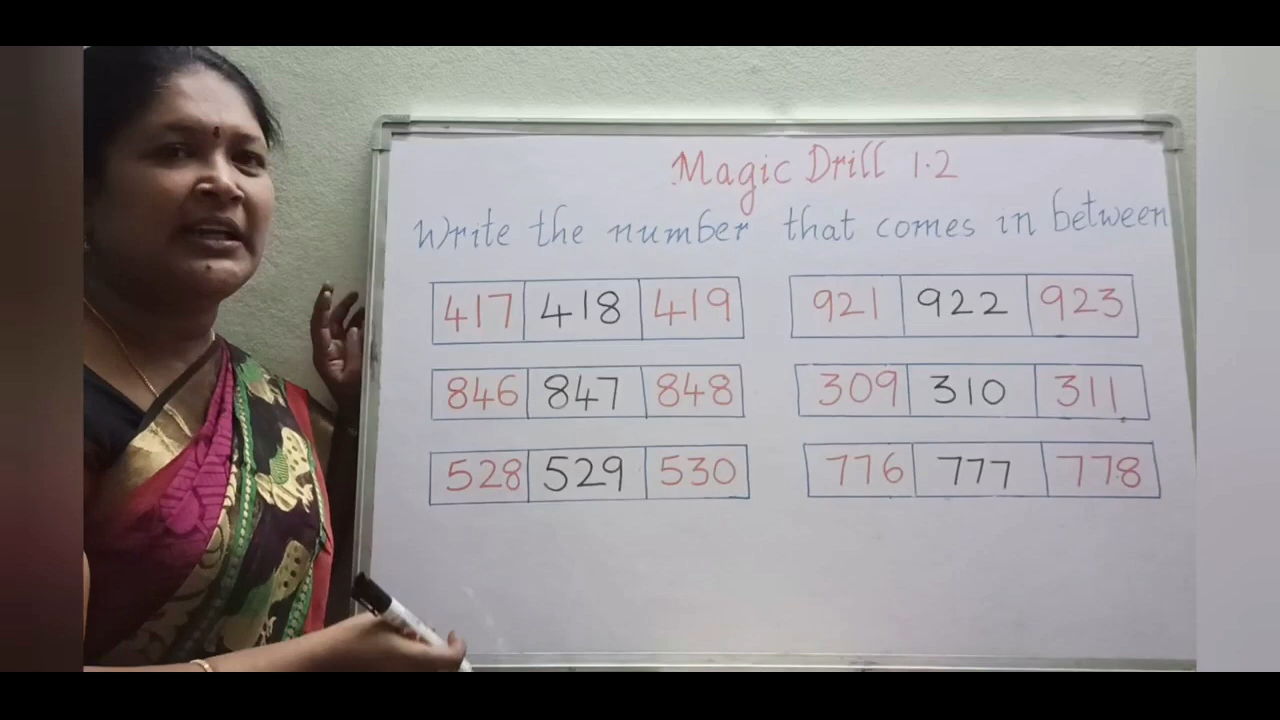 Magic Drill 1.2
Write the number that comes in between
417 418 419 921 922 923
846 847 848 309 310 311
528 529 530 776 777 778